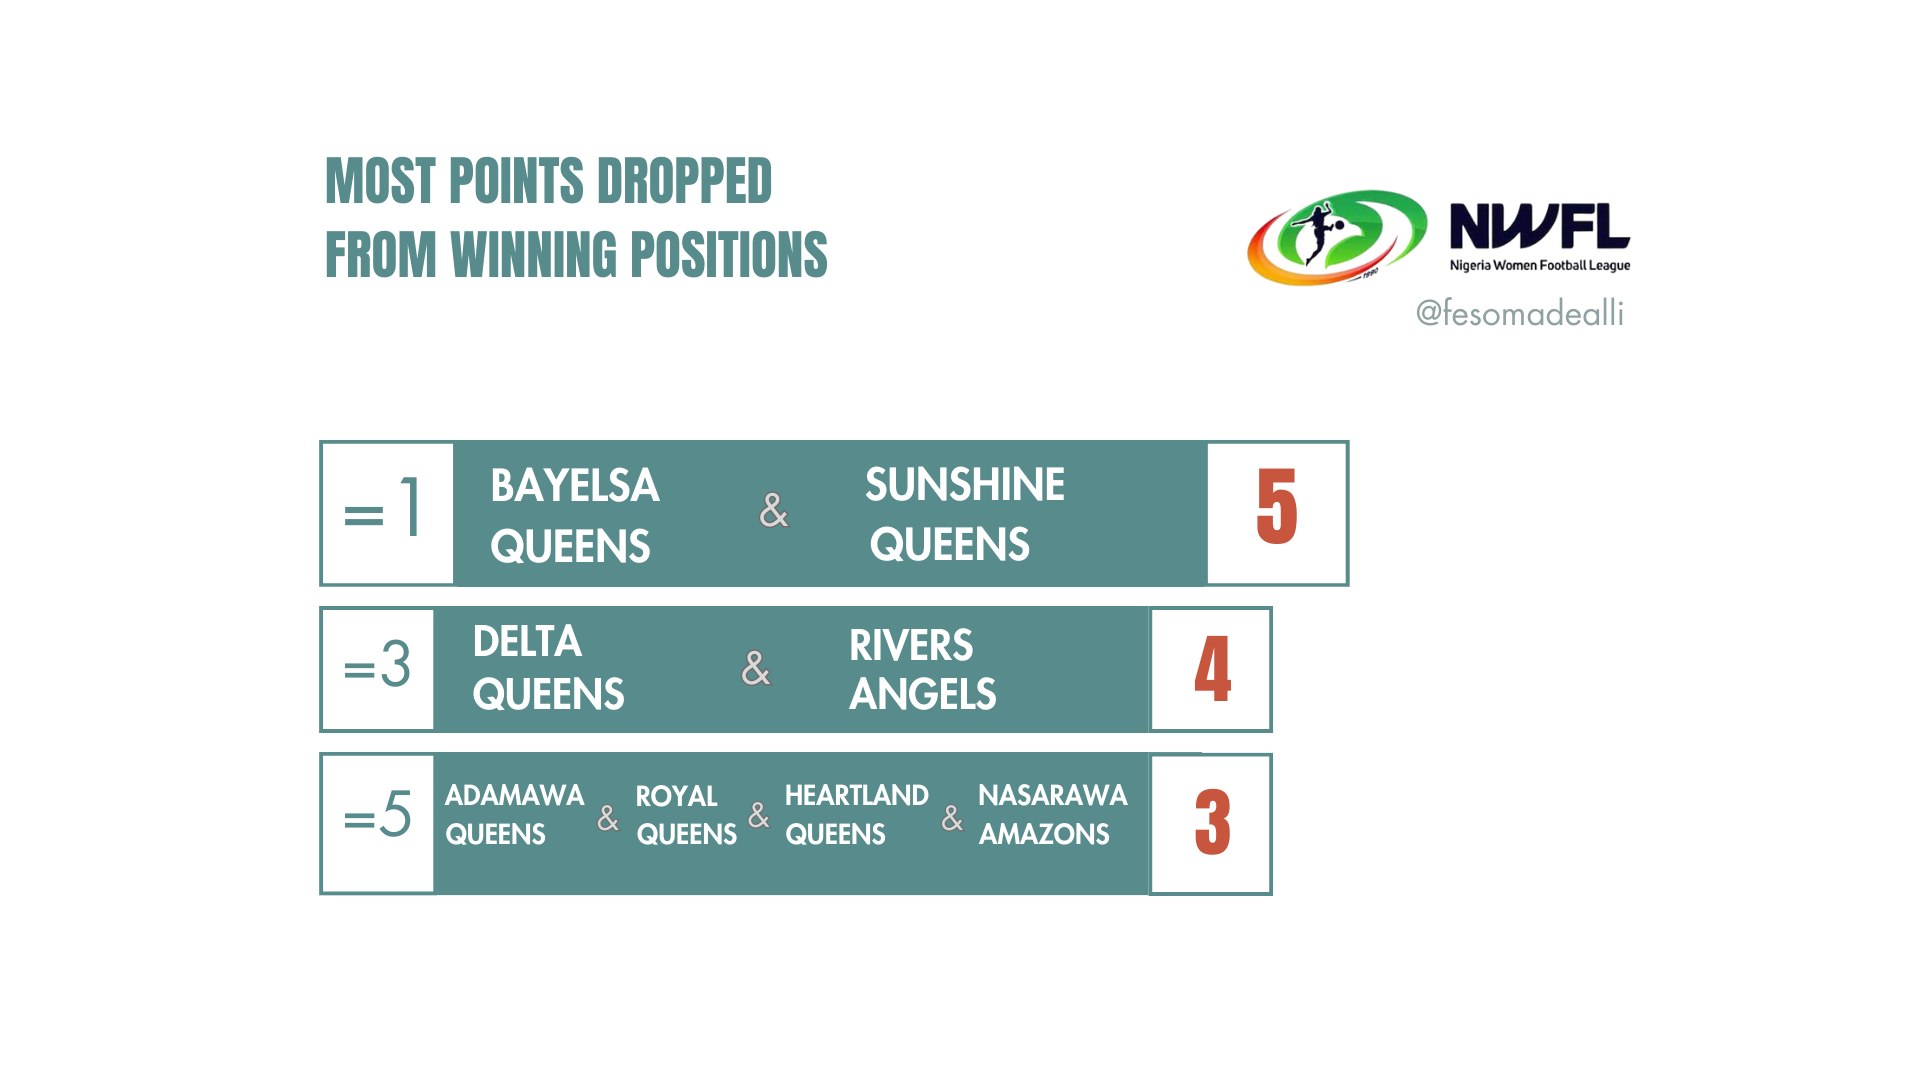 MOST POINTS DROPPED
FROM WINNING POSITIONS
NWFL
Nigeria Women Football League
1990
@fesomadealli
=1
BAYELSA
QUEENS
&
SUNSHINE
QUEENS
5
=3
DELTA
QUEENS
&
RIVERS
ANGELS
4
=5
ADAMAWA
QUEENS
&
ROYAL
QUEENS
&
HEARTLAND
QUEENS
&
NASARAWA
AMAZONS
3